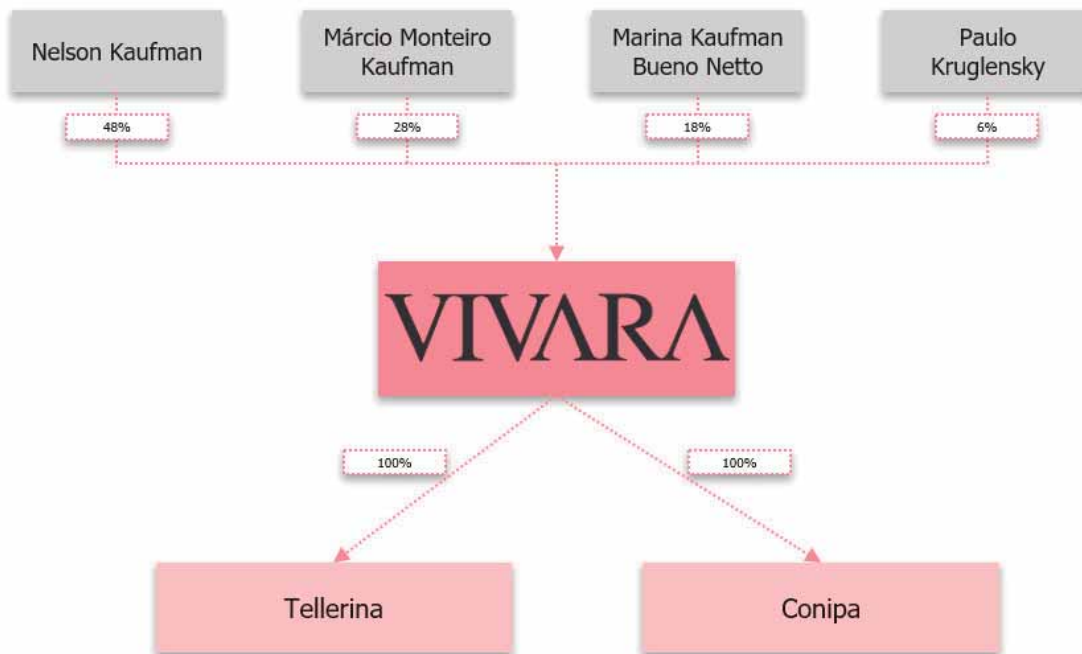 Nelson Kaufman
Márcio Monteiro
Kaufman
Marina Kaufman
Bueno Netto
Paulo
Kruglensky
48%
28%
18%
6%
VIVARA
100%
100%
Tellerina
Conipa